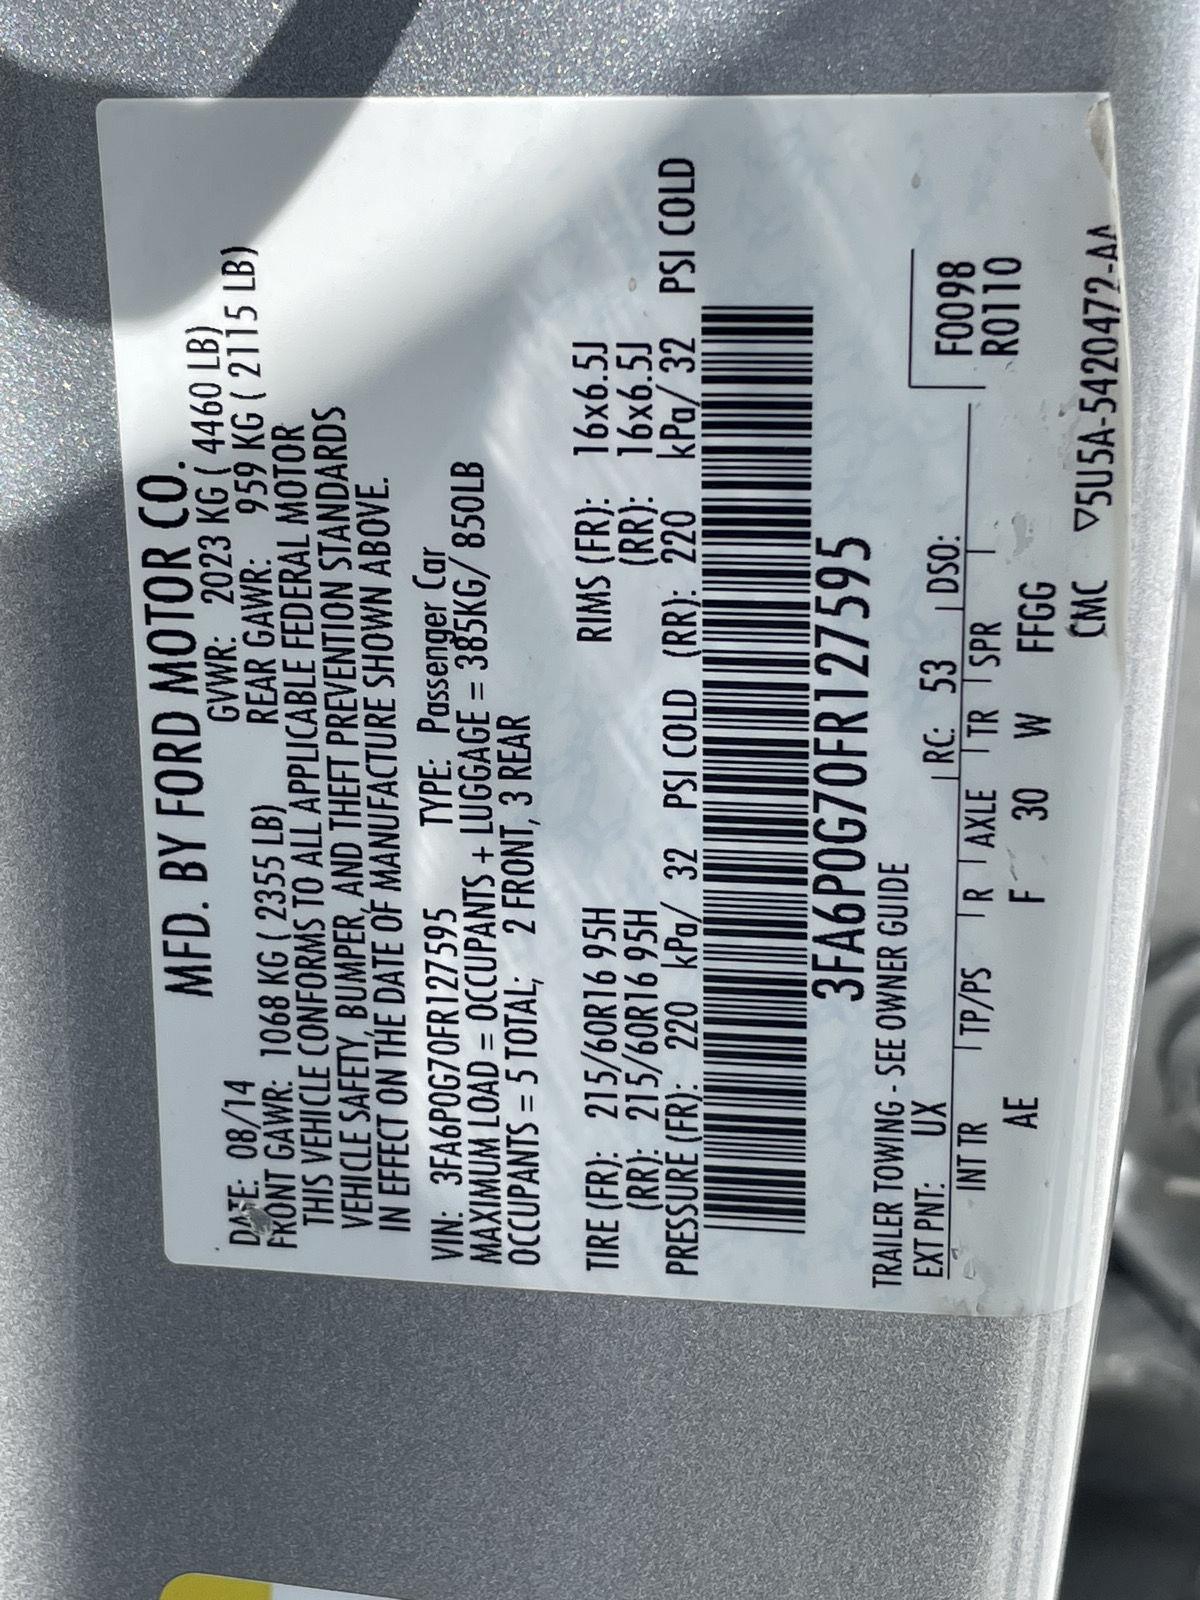 MFD. BY FORD MOTOR CO.
DATE: 08/14 GVWR: 2023 KG ( 4460 LB)
FRONT GAWR: 1068 KG ( 2355 LB) REAR GAWR: 959 KG ( 2115 LB)
THIS VEHICLE CONFORMS TO ALL APPLICABLE FEDERAL MOTOR
VEHICLE SAFETY, BUMPER, AND THEFT PREVENTION STANDARDS
IN EFFECT ON THE DATE OF MANUFACTURE SHOWN ABOVE.
VIN: 3FA6P0G70FR127595 TYPE: Passenger Car
MAXIMUM LOAD = OCCUPANTS + LUGGAGE = 385KG/ 850LB
OCCUPANTS = 5 TOTAL; 2 FRONT, 3 REAR
TIRE (FR): 215/60R16 95H RIMS (FR): 16x6.5J
(RR): 215/60R16 95H (RR): 16x6.5J
PRESSURE (FR): 220 kPa/ 32 PSI COLD (RR): 220 kPa/ 32 PSI COLD
3FA6P0G70FR127595
TRAILER TOWING - SEE OWNER GUIDE
EXT PNT: UX RC: 53 DSO: F0098
INT TR TP/PS R AXLE TR SPR R0110
AE F 30 W FFGG
CMC ▽5U5A-5420472-AA